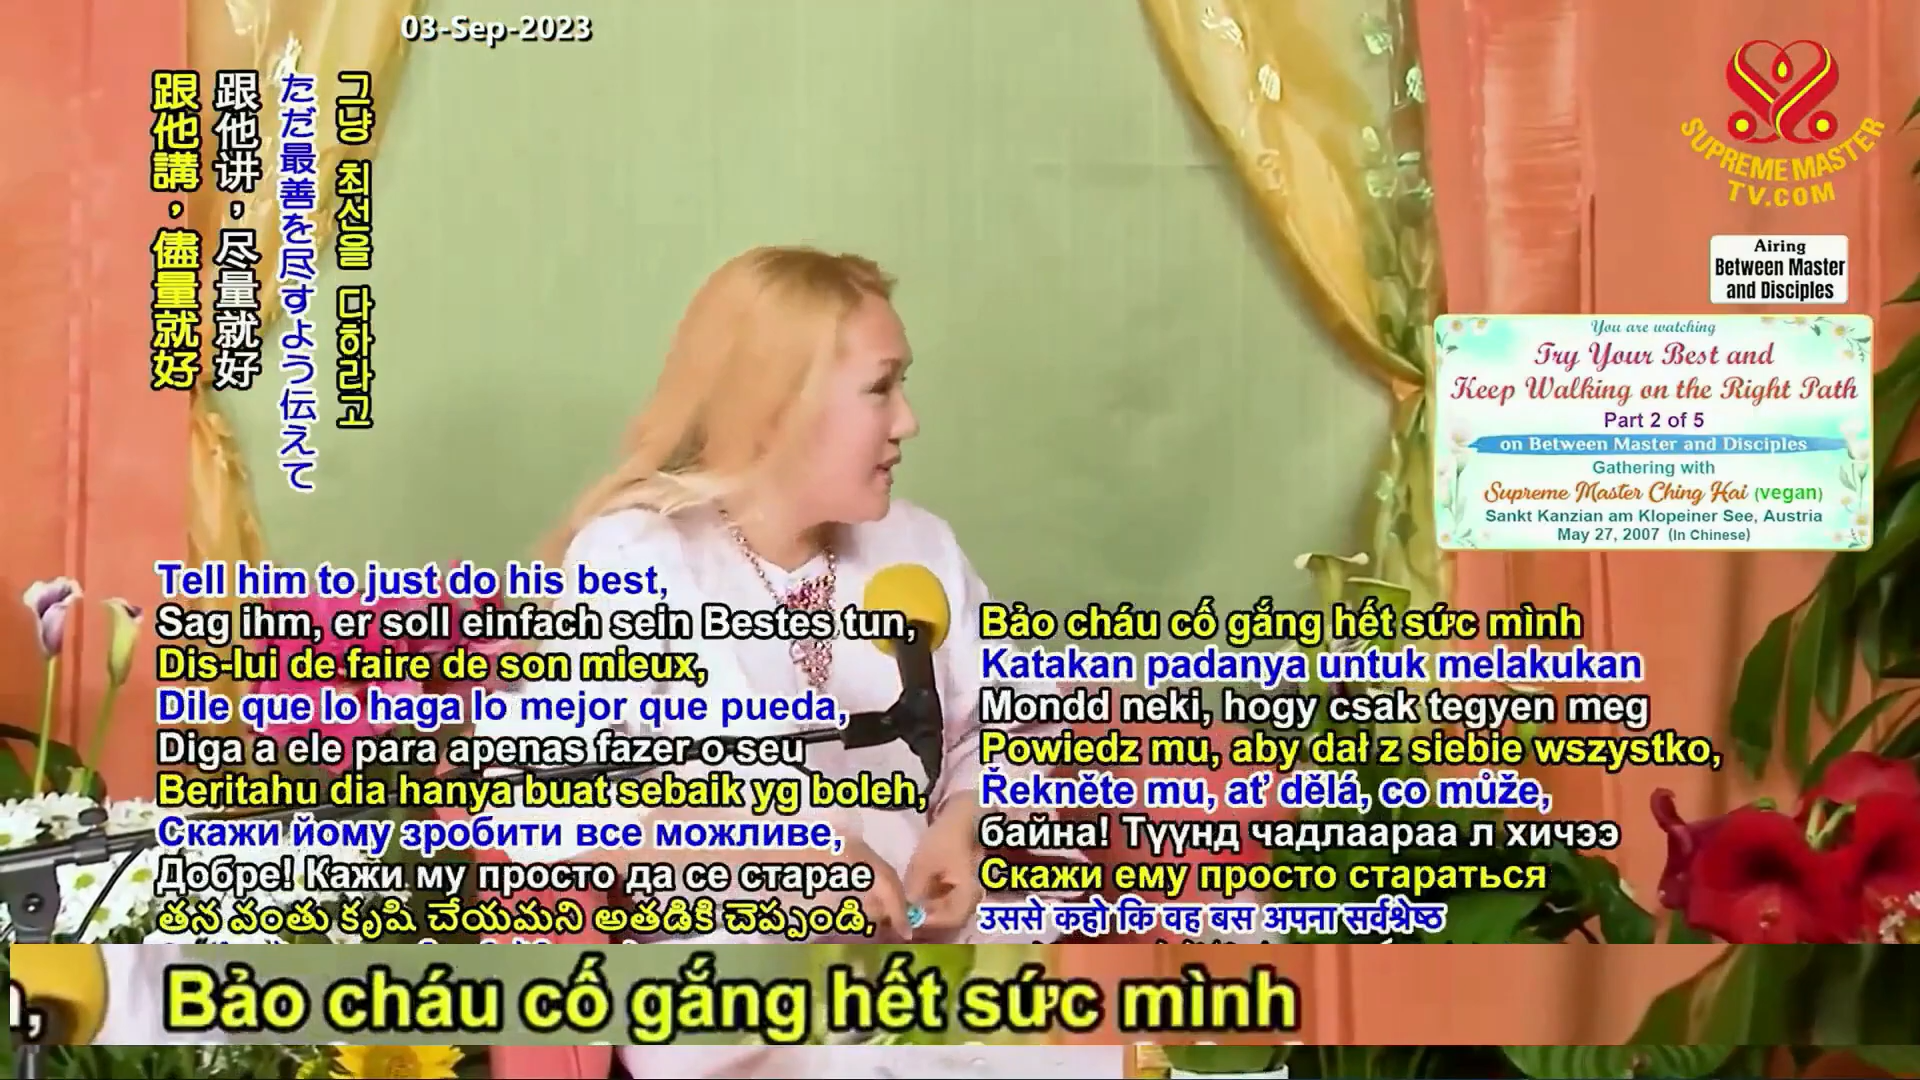 03-Sep-2023
그냥 최선을 다하라고
ただ最善を尽すよう伝えて
跟他讲，尽量就好
跟他講，儘量就好
SUPREME MASTER
TV.COM
Airing
Between Master
and Disciples
You are watching
Try Your Best and
Keep Walking on the Right Path
Part 2 of 5
on Between Master and Disciples
Gathering with
Supreme Master Ching Hai (vegan)
Sankt Kanzian am Klopeiner See, Austria
May 27, 2007 (In Chinese)
Tell him to just do his best,
Sag ihm, er soll einfach sein Bestes tun,
Dis-lui de faire de son mieux,
Dile que lo haga lo mejor que pueda,
Diga a ele para apenas fazer o seu
Beritahu dia hanya buat sebaik yg boleh,
Скажи йому зробити все можливе,
Добре! Кажи му просто да се старае
తన వంతు కృషి చేయమని అతడికి చెప్పండి,
Bảo cháu cố gắng hết sức mình
Katakan padanya untuk melakukan
Mondd neki, hogy csak tegyen meg
Powiedz mu, aby dał z siebie wszystko,
Řekněte mu, ať dělá, co může,
байна! Түүнд чадлаараа л хичээ
Скажи ему просто стараться
उससे कहो कि वह बस अपना सर्वश्रेष्ठ
Bảo cháu cố gắng hết sức mình